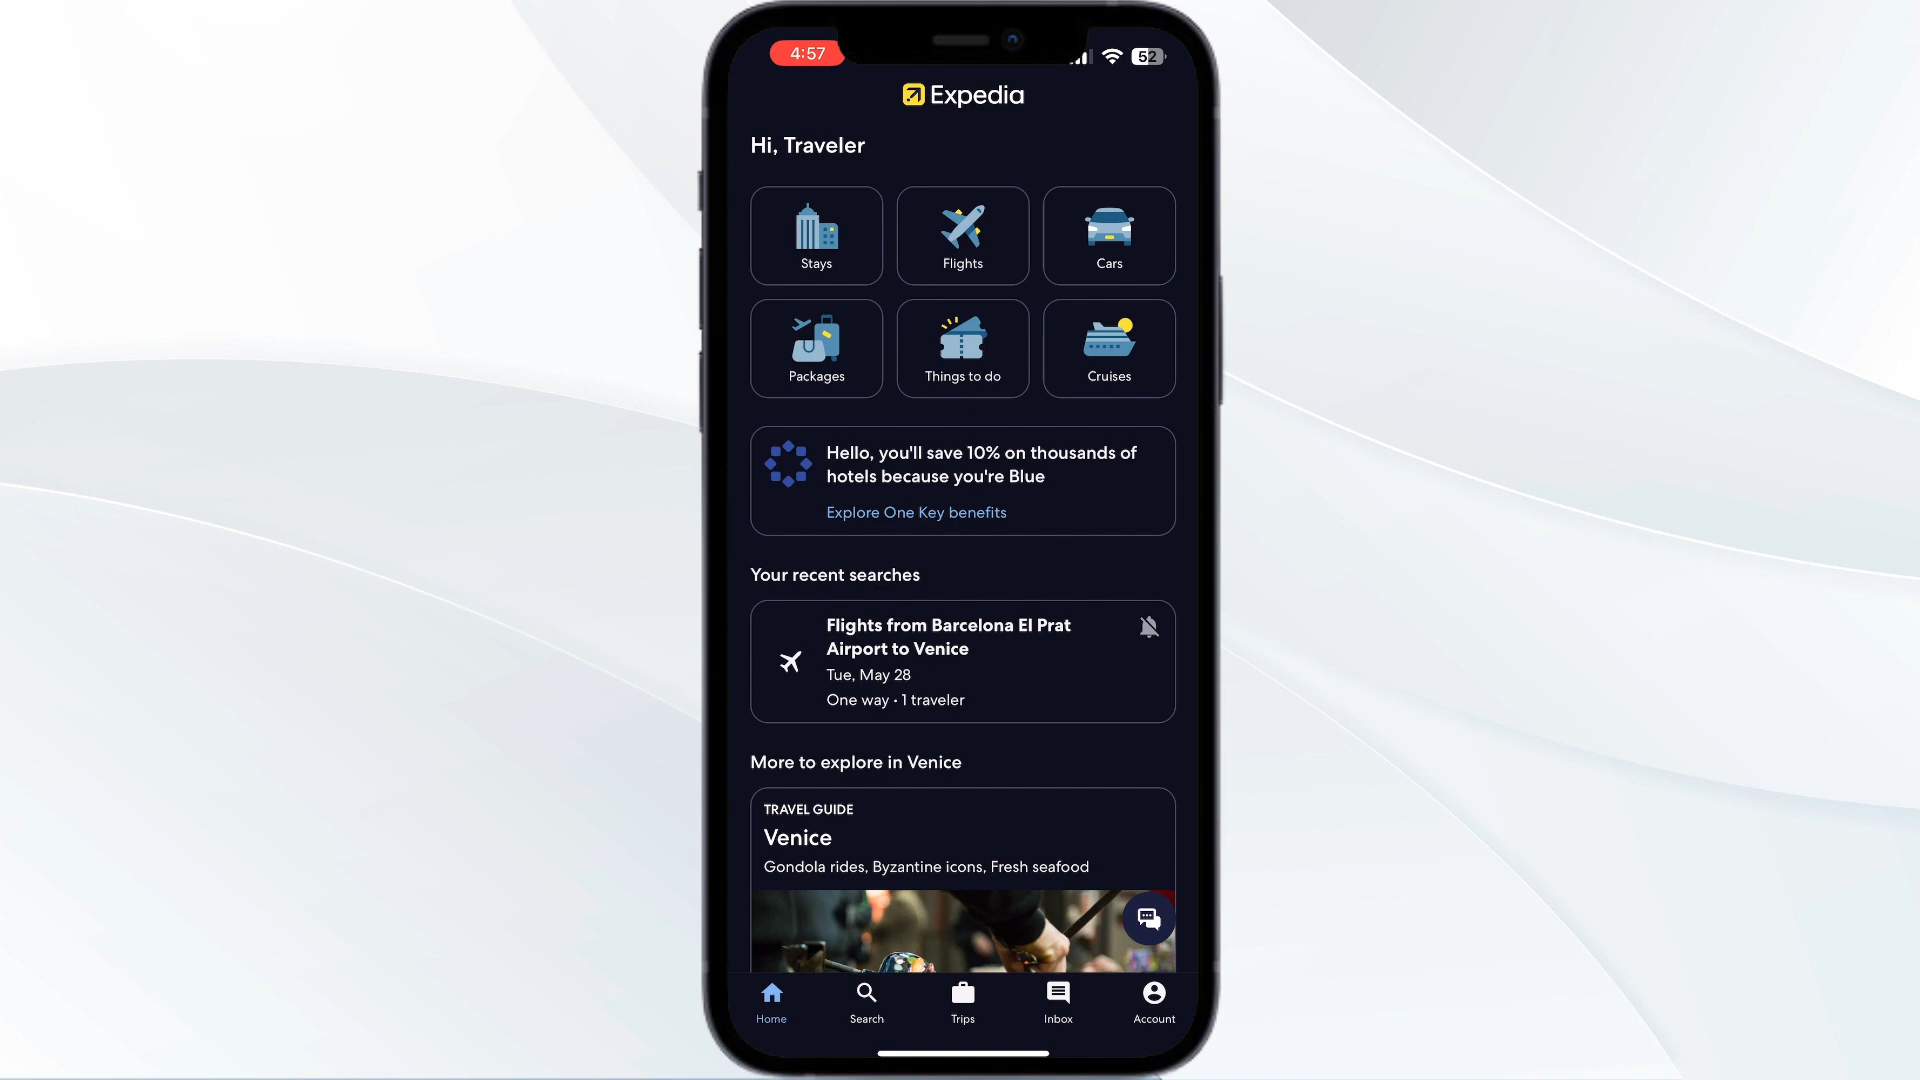 4:57
52
Expedia
Hi, Traveler
Stays
Flights
Cars
Packages
Things to do
Cruises
Hello, you'll save 10% on thousands of
hotels because you're Blue
Explore One Key benefits
Your recent searches
Flights from Barcelona El Prat
Airport to Venice
Tue, May 28
One way • 1 traveler
More to explore in Venice
TRAVEL GUIDE
Venice
Gondola rides, Byzantine icons, Fresh seafood
Home
Search
Trips
Inbox
Account